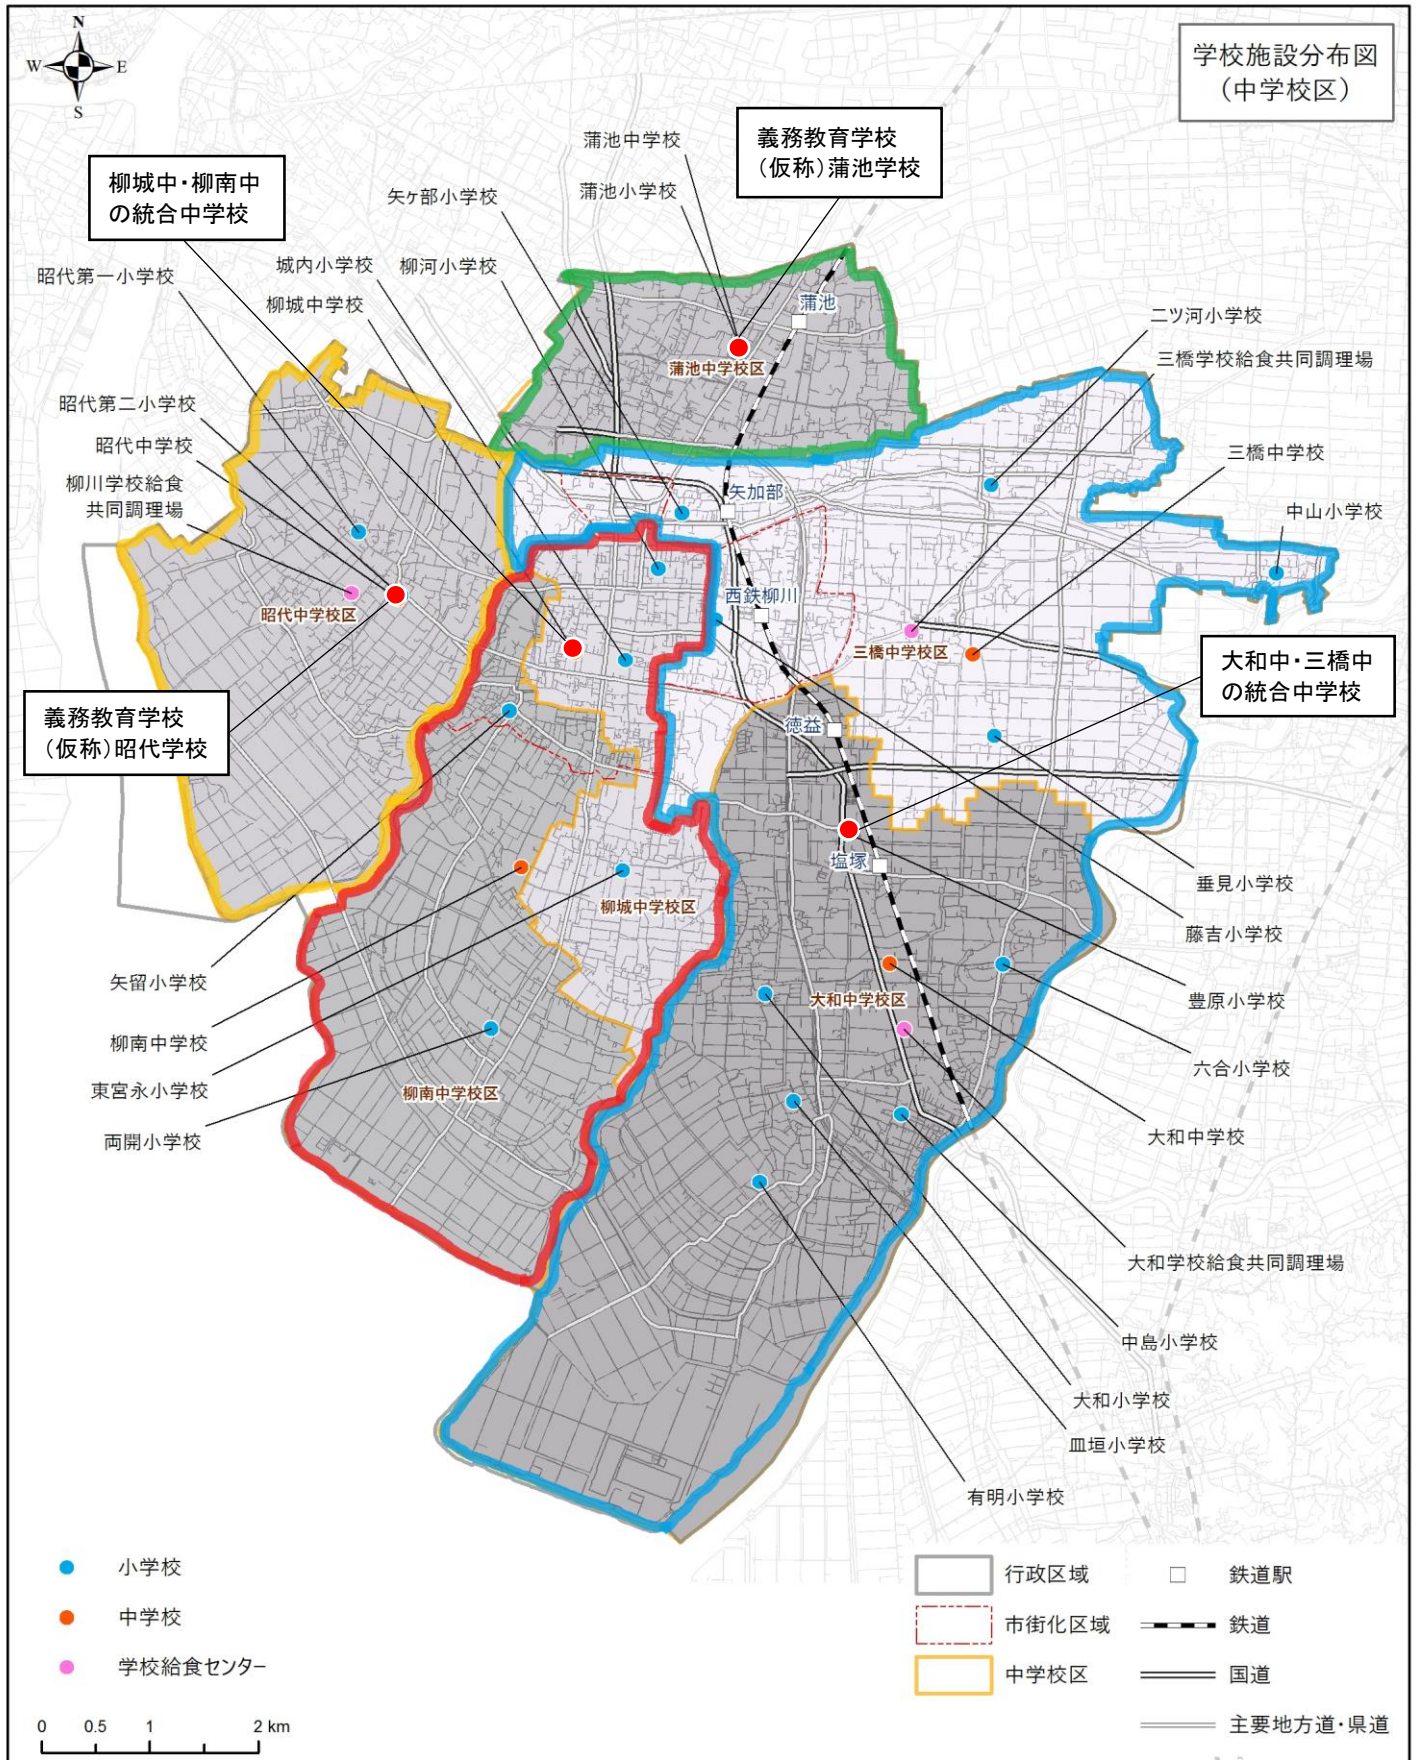 N
W
E
S
学校施設分布図
（中学校区）
義務教育学校
（仮称）蒲池学校
蒲池中学校
蒲池小学校
柳城中・柳南中
の統合中学校
矢ヶ部小学校
城内小学校
柳河小学校
柳城中学校
昭代第一小学校
蒲池
二ツ河小学校
三橋学校給食共同調理場
蒲池中学校区
昭代第二小学校
昭代中学校
柳川学校給食
共同調理場
三橋中学校
矢加部
中山小学校
西鉄柳川
昭代中学校区
三橋中学校区
大和中・三橋中
の統合中学校
義務教育学校
（仮称）昭代学校
徳益
塩塚
垂見小学校
柳城中学校区
藤吉小学校
矢留小学校
大和中学校区
豊原小学校
柳南中学校
六合小学校
東宮永小学校
柳南中学校区
両開小学校
大和中学校
大和学校給食共同調理場
中島小学校
大和小学校
皿垣小学校
有明小学校
小学校
中学校
学校給食センター
0 0.5 1 2 km
行政区域
市街化区域
中学校区
鉄道駅
鉄道
国道
主要地方道・県道